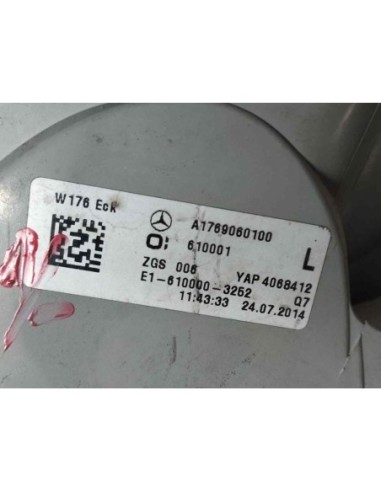 W176 Eck
A1769060100
610001
L
ZGS 006 YAP 4068412
E1-610000-3252 Q7
11:43:33 24.07.2014